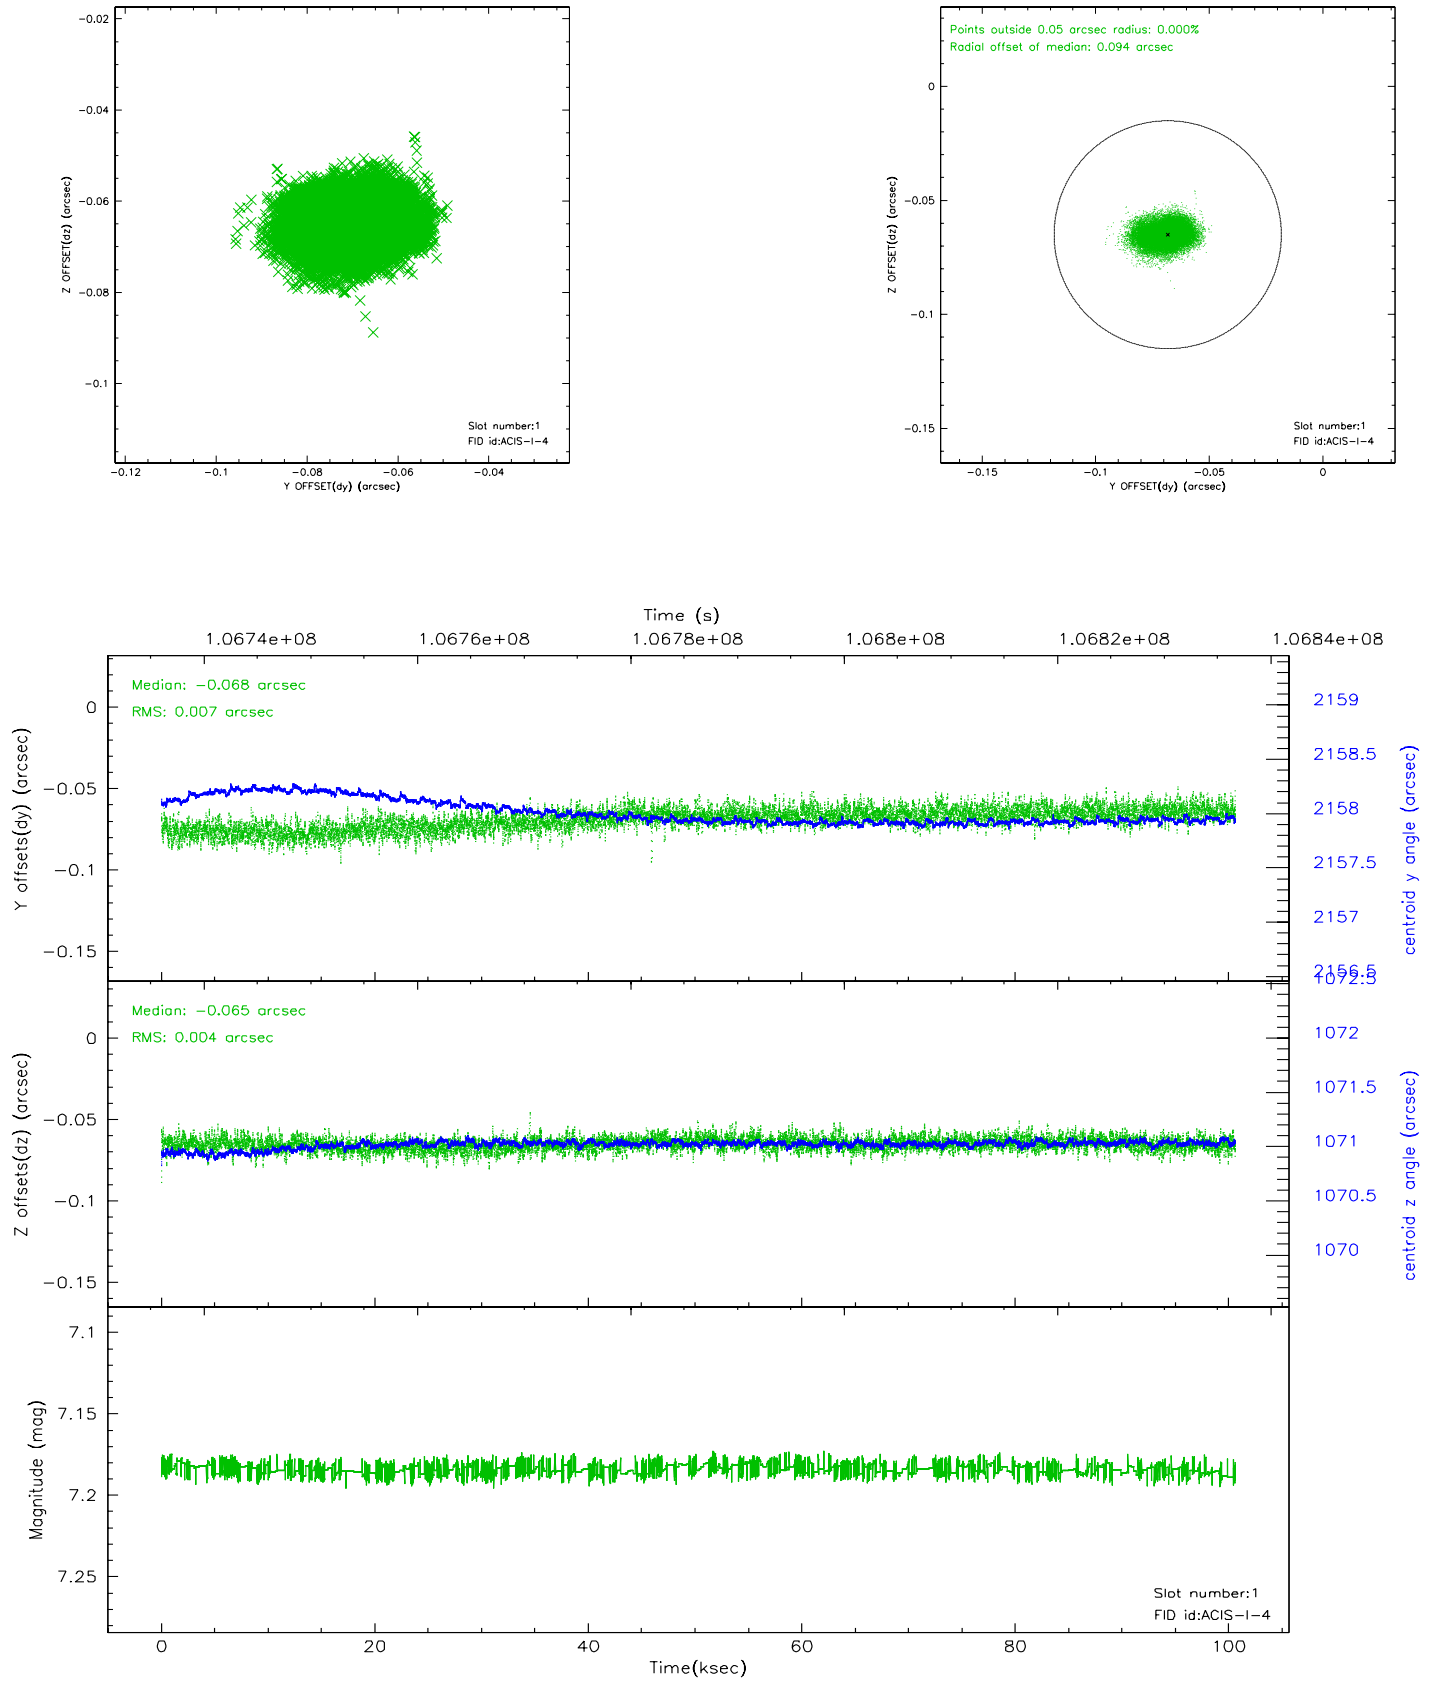 -0.02
-0.04
-0.06
-0.08
-0.1
Z OFFSET(dz) (arcsec)
Slot number:1
FID id:ACIS-I-4
-0.12 -0.1 -0.08 -0.06 -0.04
Y OFFSET(dy) (arcsec)
Points outside 0.05 arcsec radius: 0.000%
Radial offset of median: 0.094 arcsec
0
-0.05
-0.1
-0.15
Z OFFSET(dz) (arcsec)
Slot number:1
FID id:ACIS-I-4
-0.15 -0.1 -0.05 0
Y OFFSET(dy) (arcsec)
Time (s)
1.0674e+08 1.0676e+08 1.0678e+08 1.068e+08 1.0682e+08 1.0684e+08
Median: -0.068 arcsec
RMS: 0.007 arcsec
0
-0.05
-0.1
-0.15
Y offsets(dy) (arcsec)
2159
2158.5
2158
2157.5
2157
2156.5
centroid y angle (arcsec)
Median: -0.065 arcsec
RMS: 0.004 arcsec
0
-0.05
-0.1
-0.15
Z offsets(dz) (arcsec)
1072.5
1072
1071.5
1071
1070.5
1070
centroid z angle (arcsec)
7.1
7.15
7.2
7.25
Magnitude (mag)
Slot number:1
FID id:ACIS-I-4
0 20 40 60 80 100
Time(ksec)